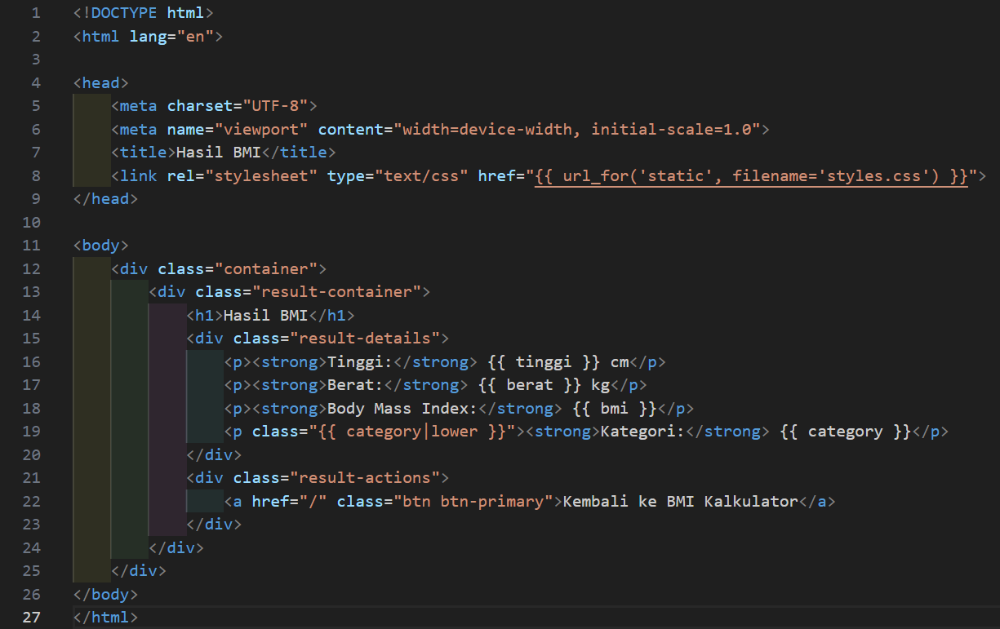 1 <!DOCTYPE html>
2 <html lang="en">
3
4 <head>
5     <meta charset="UTF-8">
6     <meta name="viewport" content="width=device-width, initial-scale=1.0">
7     <title>Hasil BMI</title>
8     <link rel="stylesheet" type="text/css" href="{{ url_for('static', filename='styles.css') }}">
9 </head>
10
11 <body>
12     <div class="container">
13         <div class="result-container">
14             <h1>Hasil BMI</h1>
15             <div class="result-details">
16                 <p><strong>Tinggi:</strong> {{ tinggi }} cm</p>
17                 <p><strong>Berat:</strong> {{ berat }} kg</p>
18                 <p><strong>Body Mass Index:</strong> {{ bmi }}</p>
19                 <p class="{{ category|lower }}"><strong>Kategori:</strong> {{ category }}</p>
20             </div>
21             <div class="result-actions">
22                 <a href="/" class="btn btn-primary">Kembali ke BMI Kalkulator</a>
23             </div>
24         </div>
25     </div>
26 </body>
27 </html>